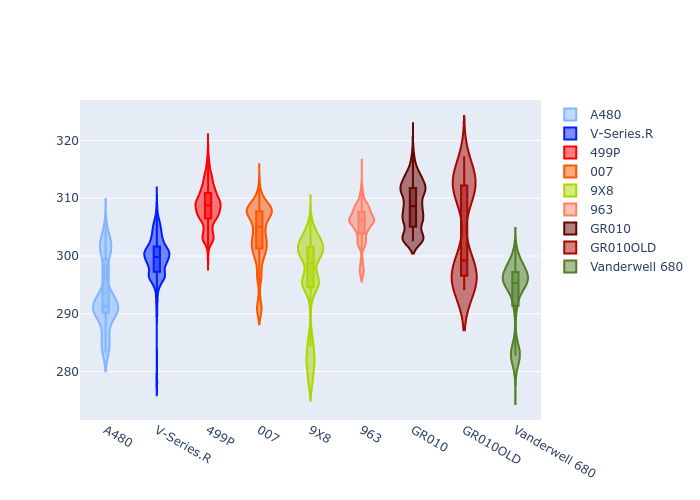 320
310
300
290
280
A480
V-Series.R
499P
007
9X8
963
GR010
GR010OLD
Vanderwell 680
A480
V-Series.R
499P
007
9X8
963
GR010
GR010OLD
Vanderwell 680